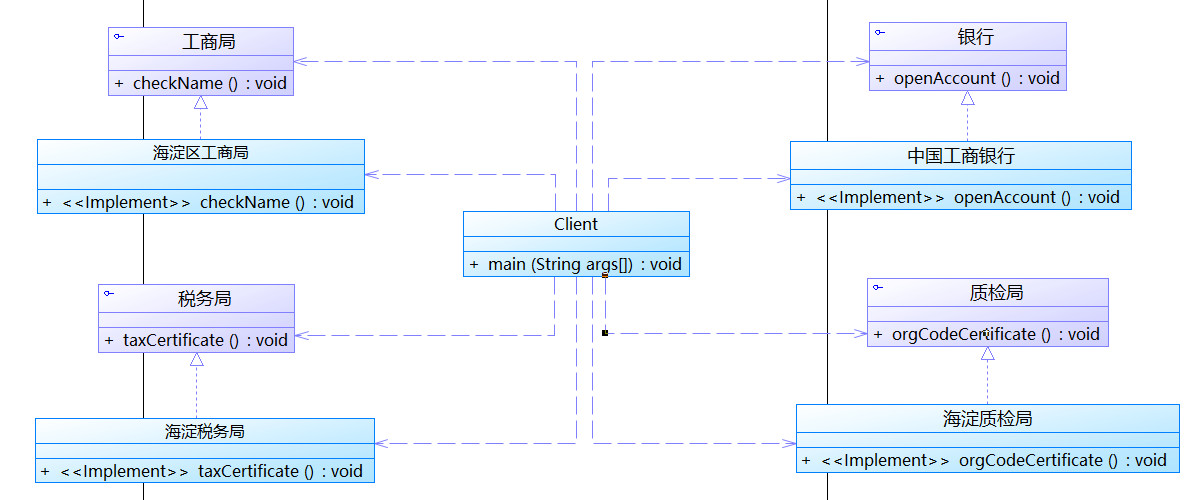 工商局
+ checkName () : void
银行
+ openAccount () : void
海淀区工商局
+ <<Implement>> checkName () : void
中国工商银行
+ <<Implement>> openAccount () : void
Client
+ main (String args[]) : void
税务局
+ taxCertificate () : void
质检局
+ orgCodeCertificate () : void
海淀税务局
+ <<Implement>> taxCertificate () : void
海淀质检局
+ <<Implement>> orgCodeCertificate () : void